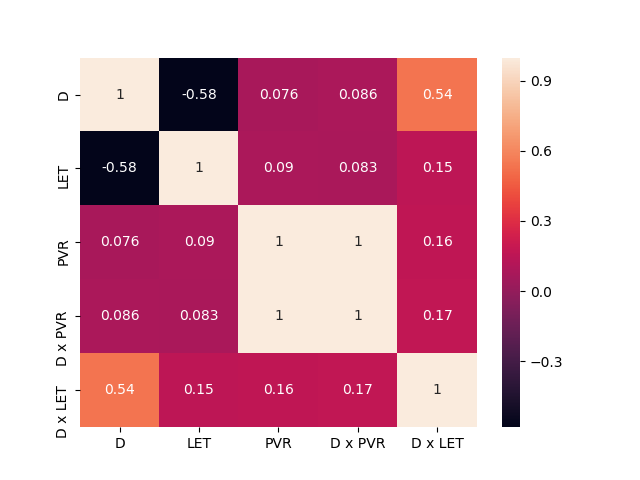 D 1 -0.58 0.076 0.086 0.54
LET -0.58 1 0.09 0.083 0.15
PVR 0.076 0.09 1 1 0.16
D x PVR 0.086 0.083 1 1 0.17
D x LET 0.54 0.15 0.16 0.17 1
D LET PVR D x PVR D x LET
0.9
0.6
0.3
0.0
−0.3